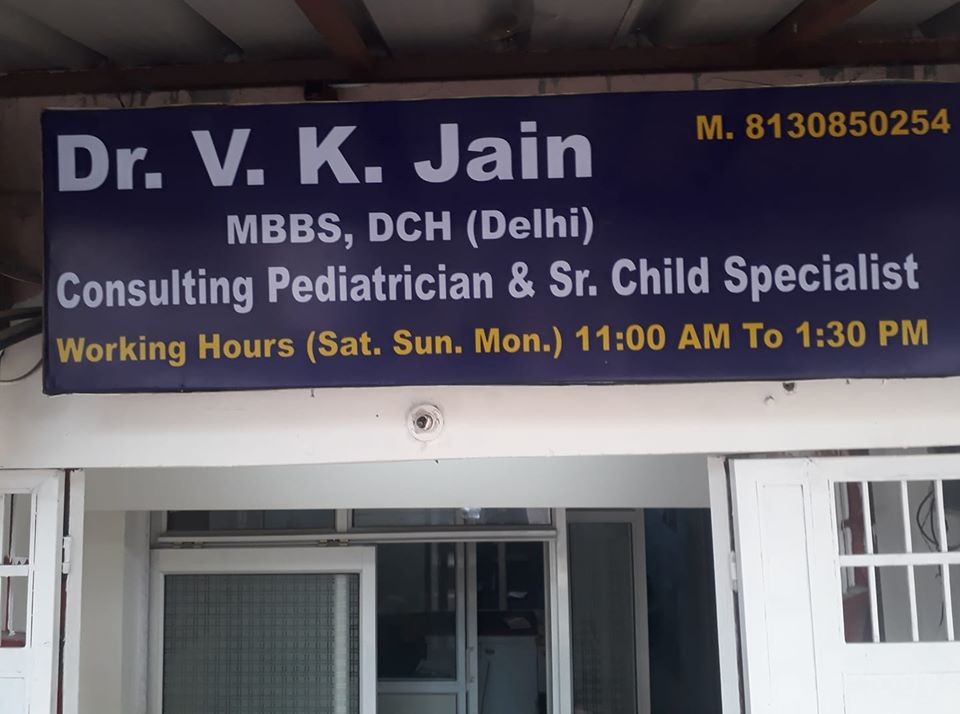 Dr. V. K. Jain
M. 8130850254
MBBS, DCH (Delhi)
Consulting Pediatrician & Sr. Child Specialist
Working Hours (Sat. Sun. Mon.) 11:00 AM To 1:30 PM